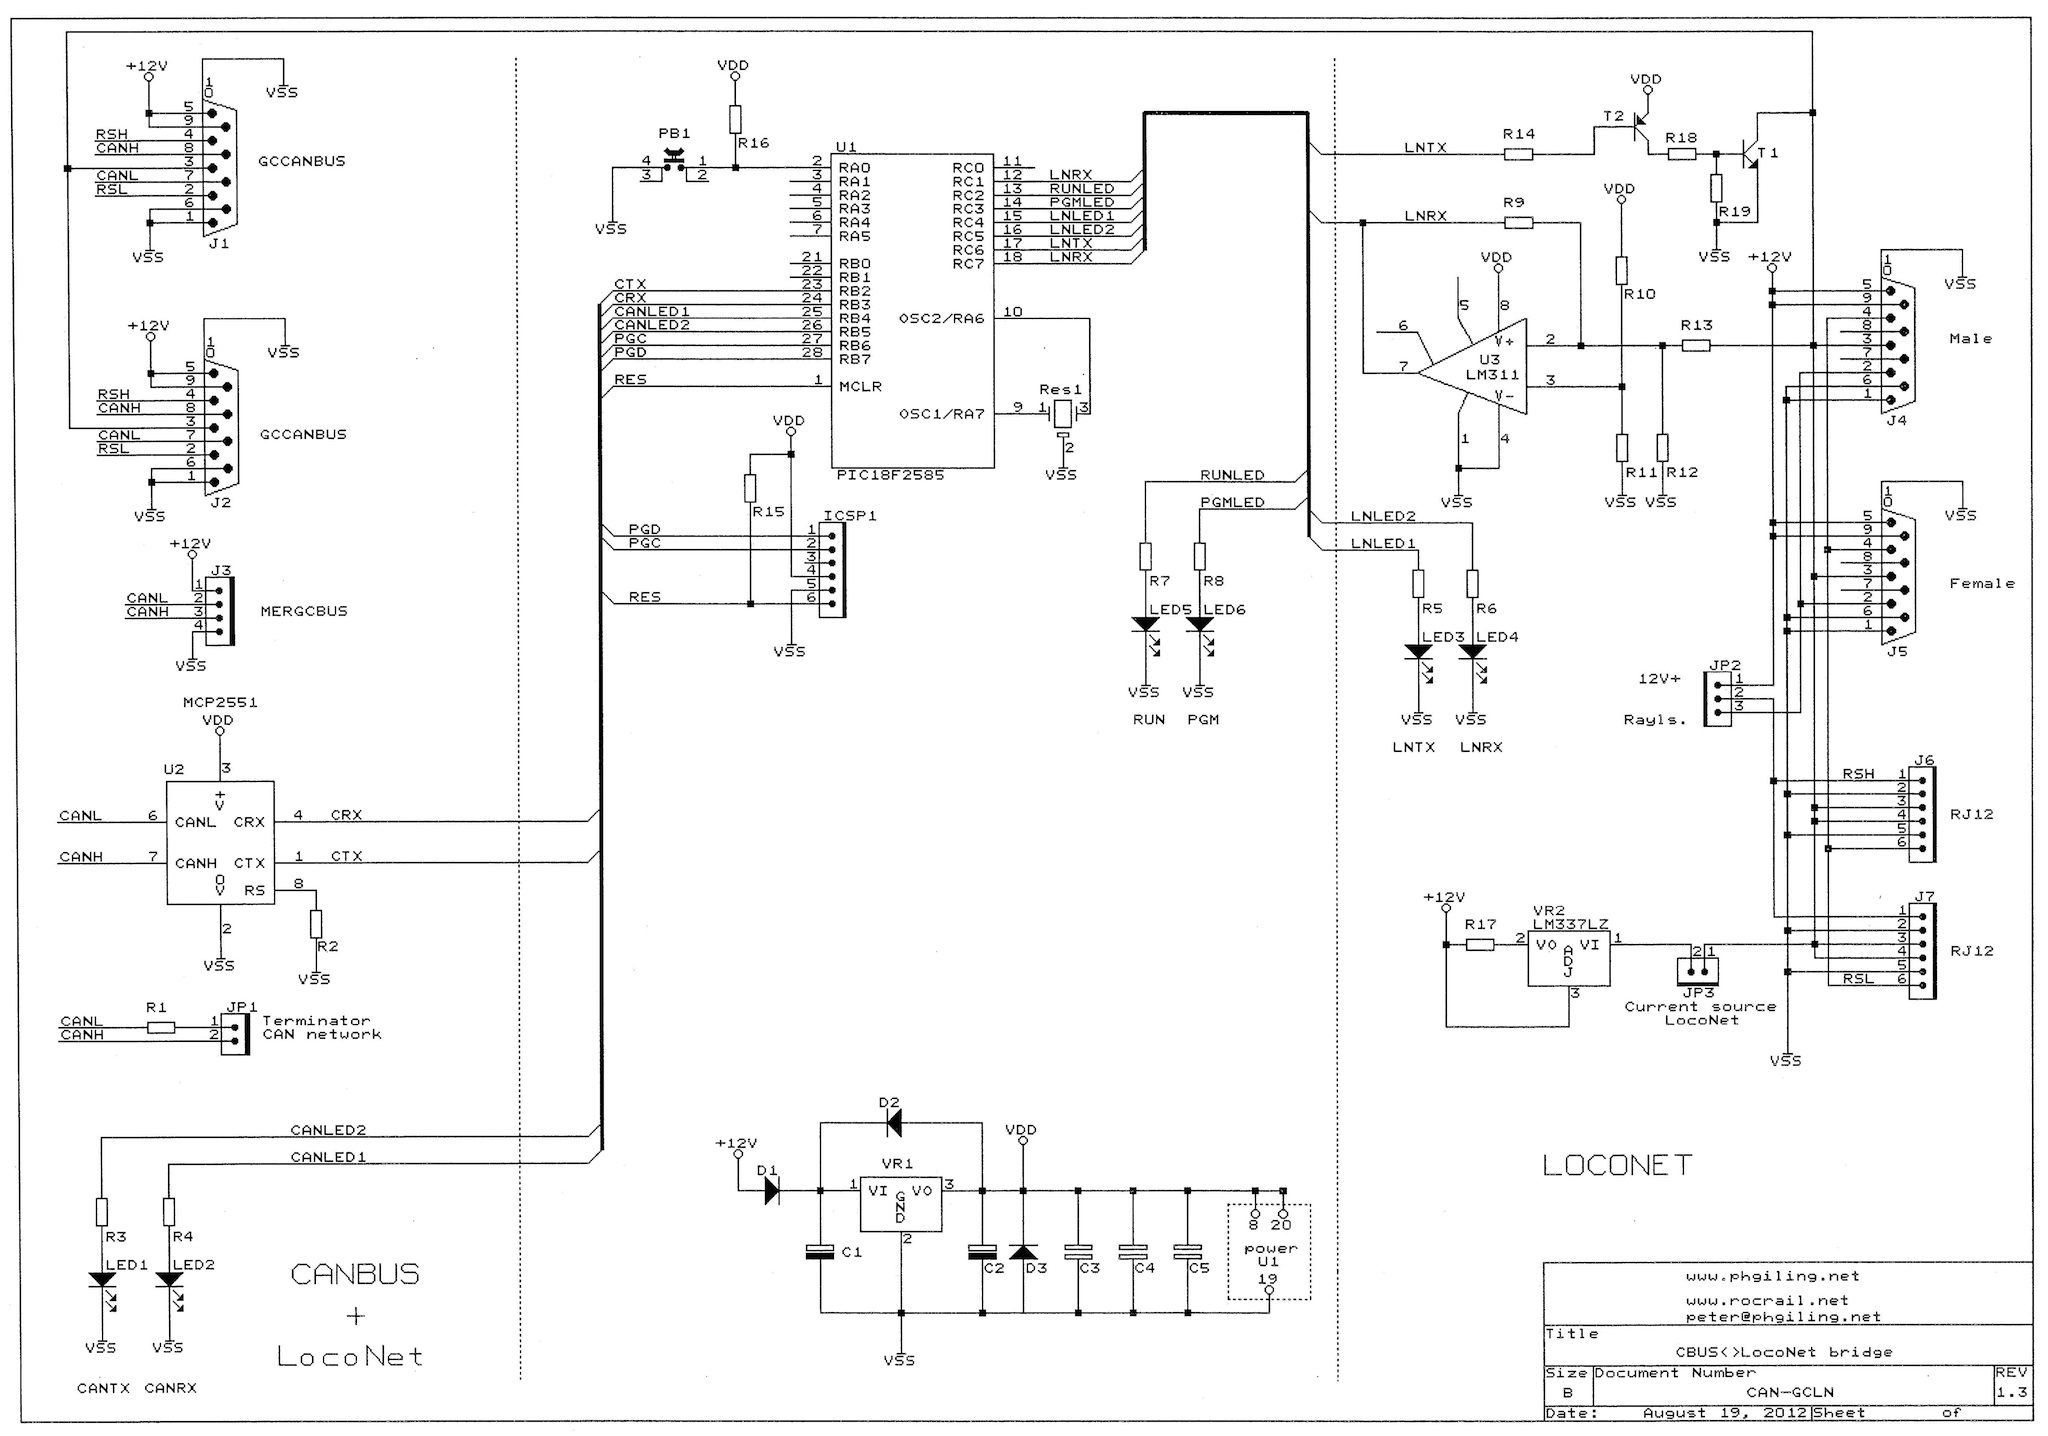 +12V
1
0
VSS
5
9
RSH 4
CANH 8
3
CANL 7
RSL 2
6
1
GCCANBUS
VSS
J1
+12V
1
0
VSS
5
9
RSH 4
CANH 8
3
CANL 7
RSL 2
6
1
GCCANBUS
VSS
J2
+12V
J3
1
CANL 2
CANH 3
4
MERGCBUS
VSS
MCP2551
VDD
U2
3
+
V
CANL 6 CANL CRX 4 CRX
CANH 7 CANH CTX 1 CTX
0
V
RS 8
2
R2
VSS
VSS
R1
JP1
CANL 1
CANH 2
Terminator
CAN network
CANLED2
CANLED1
R3 R4
LED1 LED2
VSS VSS
CANTX CANRX
CANBUS
+
LocoNet
VDD
PB1
R16
4 1
3 2
VSS
U1
2 RA0
3 RA1
4 RA2
5 RA3
6 RA4
7 RA5
21 RB0
22 RB1
CTX 23 RB2
CRX 24 RB3
CANLED1 25 RB4
CANLED2 26 RB5
PGC 27 RB6
PGD 28 RB7
RES 1 MCLR
RC0 11
RC1 12 LNRX
RC2 13 RUNLED
RC3 14 PGMLED
RC4 15 LNLED1
RC5 16 LNLED2
RC6 17 LNTX
RC7 18 LNRX
OSC2/RA6 10
OSC1/RA7 9
Res1
1 3
2
VSS
PIC18F2585
VDD
R15
ICSP1
PGD 1
PGC 2
3
4
5
RES 6
VSS
RUNLED
PGMLED
LNLED2
LNLED1
R7 R8
LED5 LED6
VSS VSS
RUN PGM
R5 R6
LED3 LED4
VSS VSS
LNTX LNRX
D2
+12V
VDD
D1
VR1
1 VI VO 3
GND
2
C1
C2 D3 C3 C4 C5
VSS
8 20
power
U1
19
VDD
T2
LNTX R14
R18
T1
R19
VSS
VDD
LNRX R9
R10
VDD
5
8
6
V+
7
U3
LM311
V-
2
3
1 4
R13
R11 R12
VSS VSS VSS
+12V
1
0
VSS
5
9
4
8
3
7
2
6
1
Male
J4
1
0
VSS
5
9
4
8
3
7
2
6
1
Female
J5
JP2
12V+ 1
2
Rayls. 3
J6
RSH 1
2
3
4
5
6
RJ12
J7
1
2
3
4
5
RSL 6
RJ12
+12V
VR2
LM337LZ
R17 2 VO VI 1
ADJ
3
2 1
JP3
Current source
LocoNet
VSS
LOCONET
www.phgiling.net
www.rocrail.net
peter@phgiling.net
Title
CBUS<>LocoNet bridge
Size Document Number REV
B CAN-GCLN 1.3
Date: August 19, 2012 Sheet of